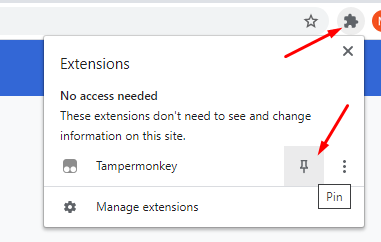 Extensions
No access needed
These extensions don't need to see and change
information on this site.
Tampermonkey
Pin
Manage extensions